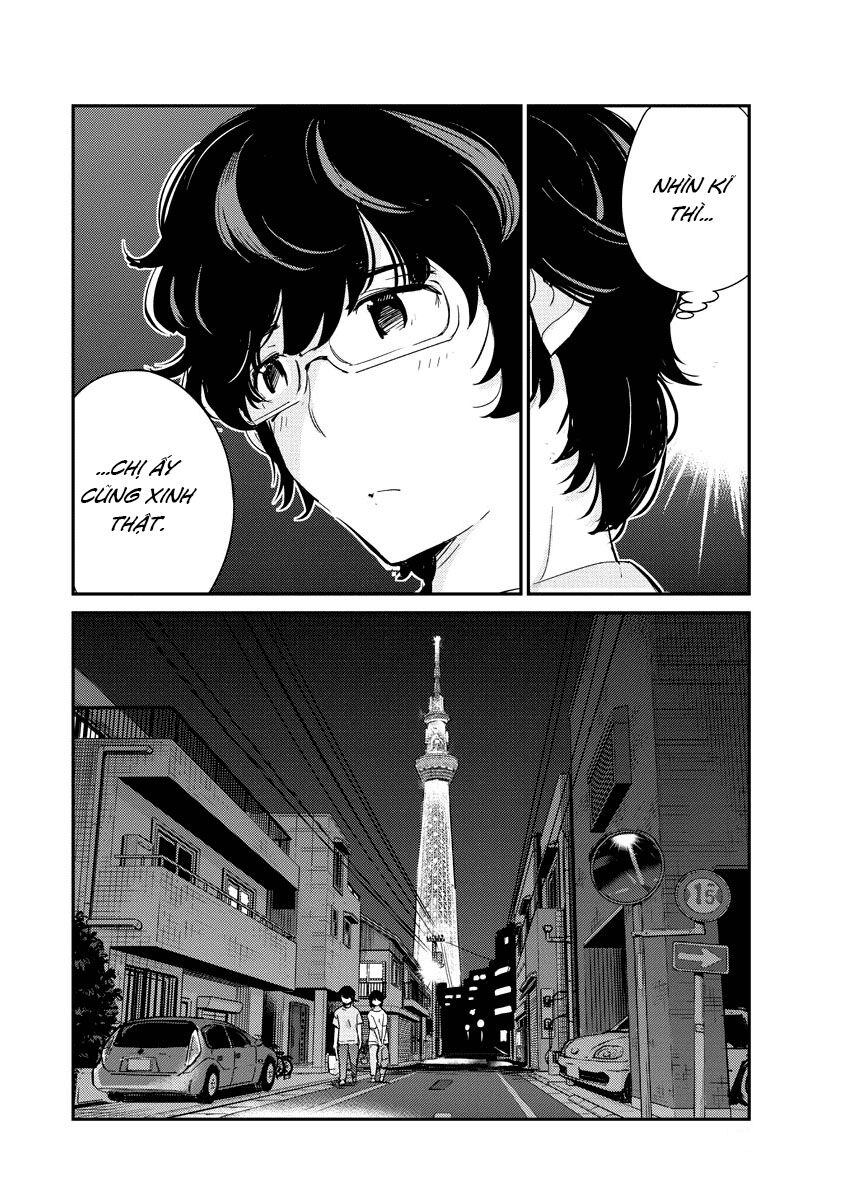 NHÌN KĨ
THÌ...
...CHỊ ẤY
CŨNG XINH
THẬT.
15